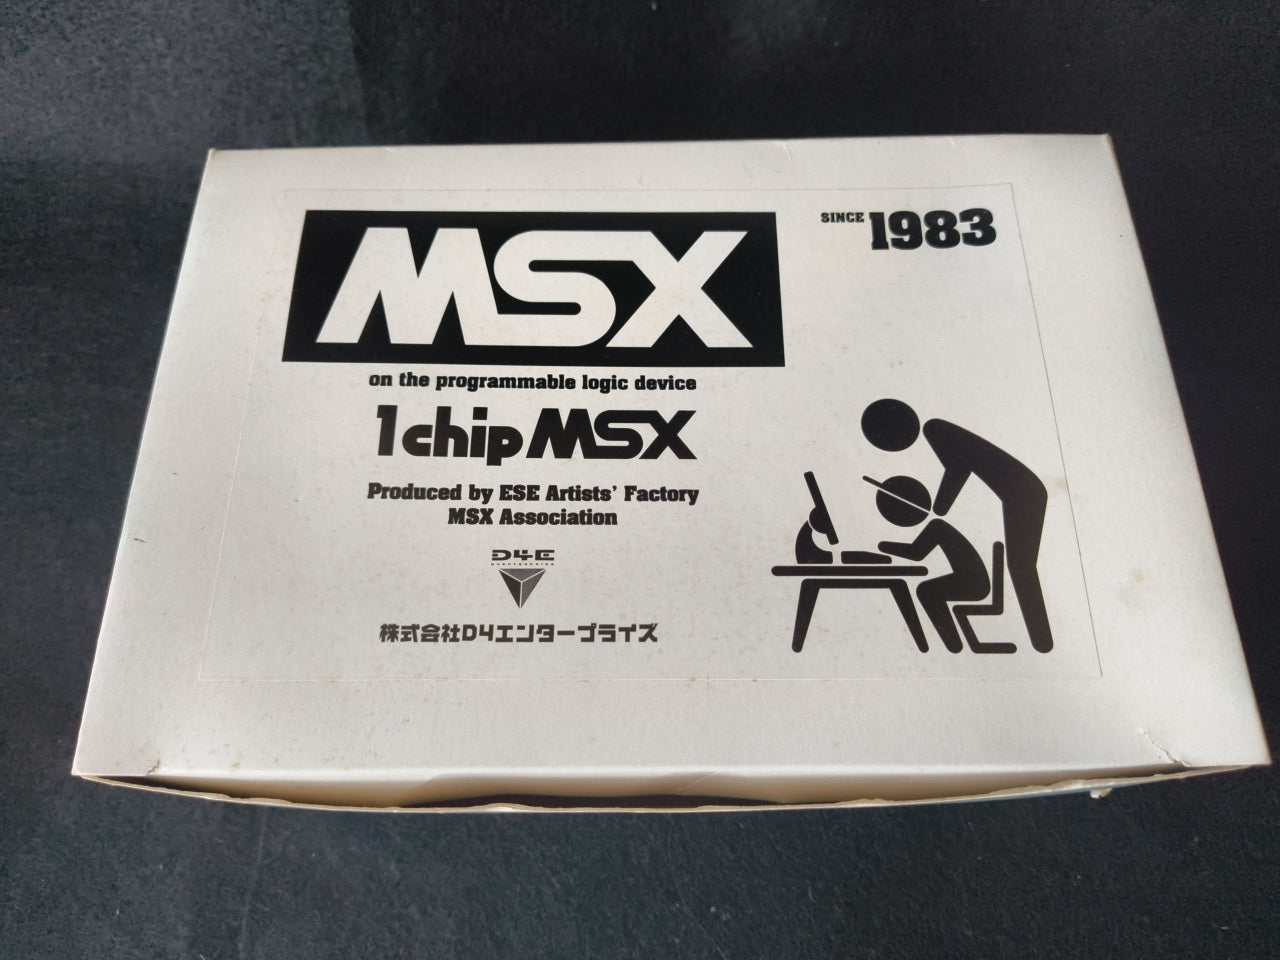 MSX
SINCE 1983
on the programmable logic device
1chipMSX
Produced by ESE Artists' Factory
MSX Association
D4E
株式会社D4エンタープライズ